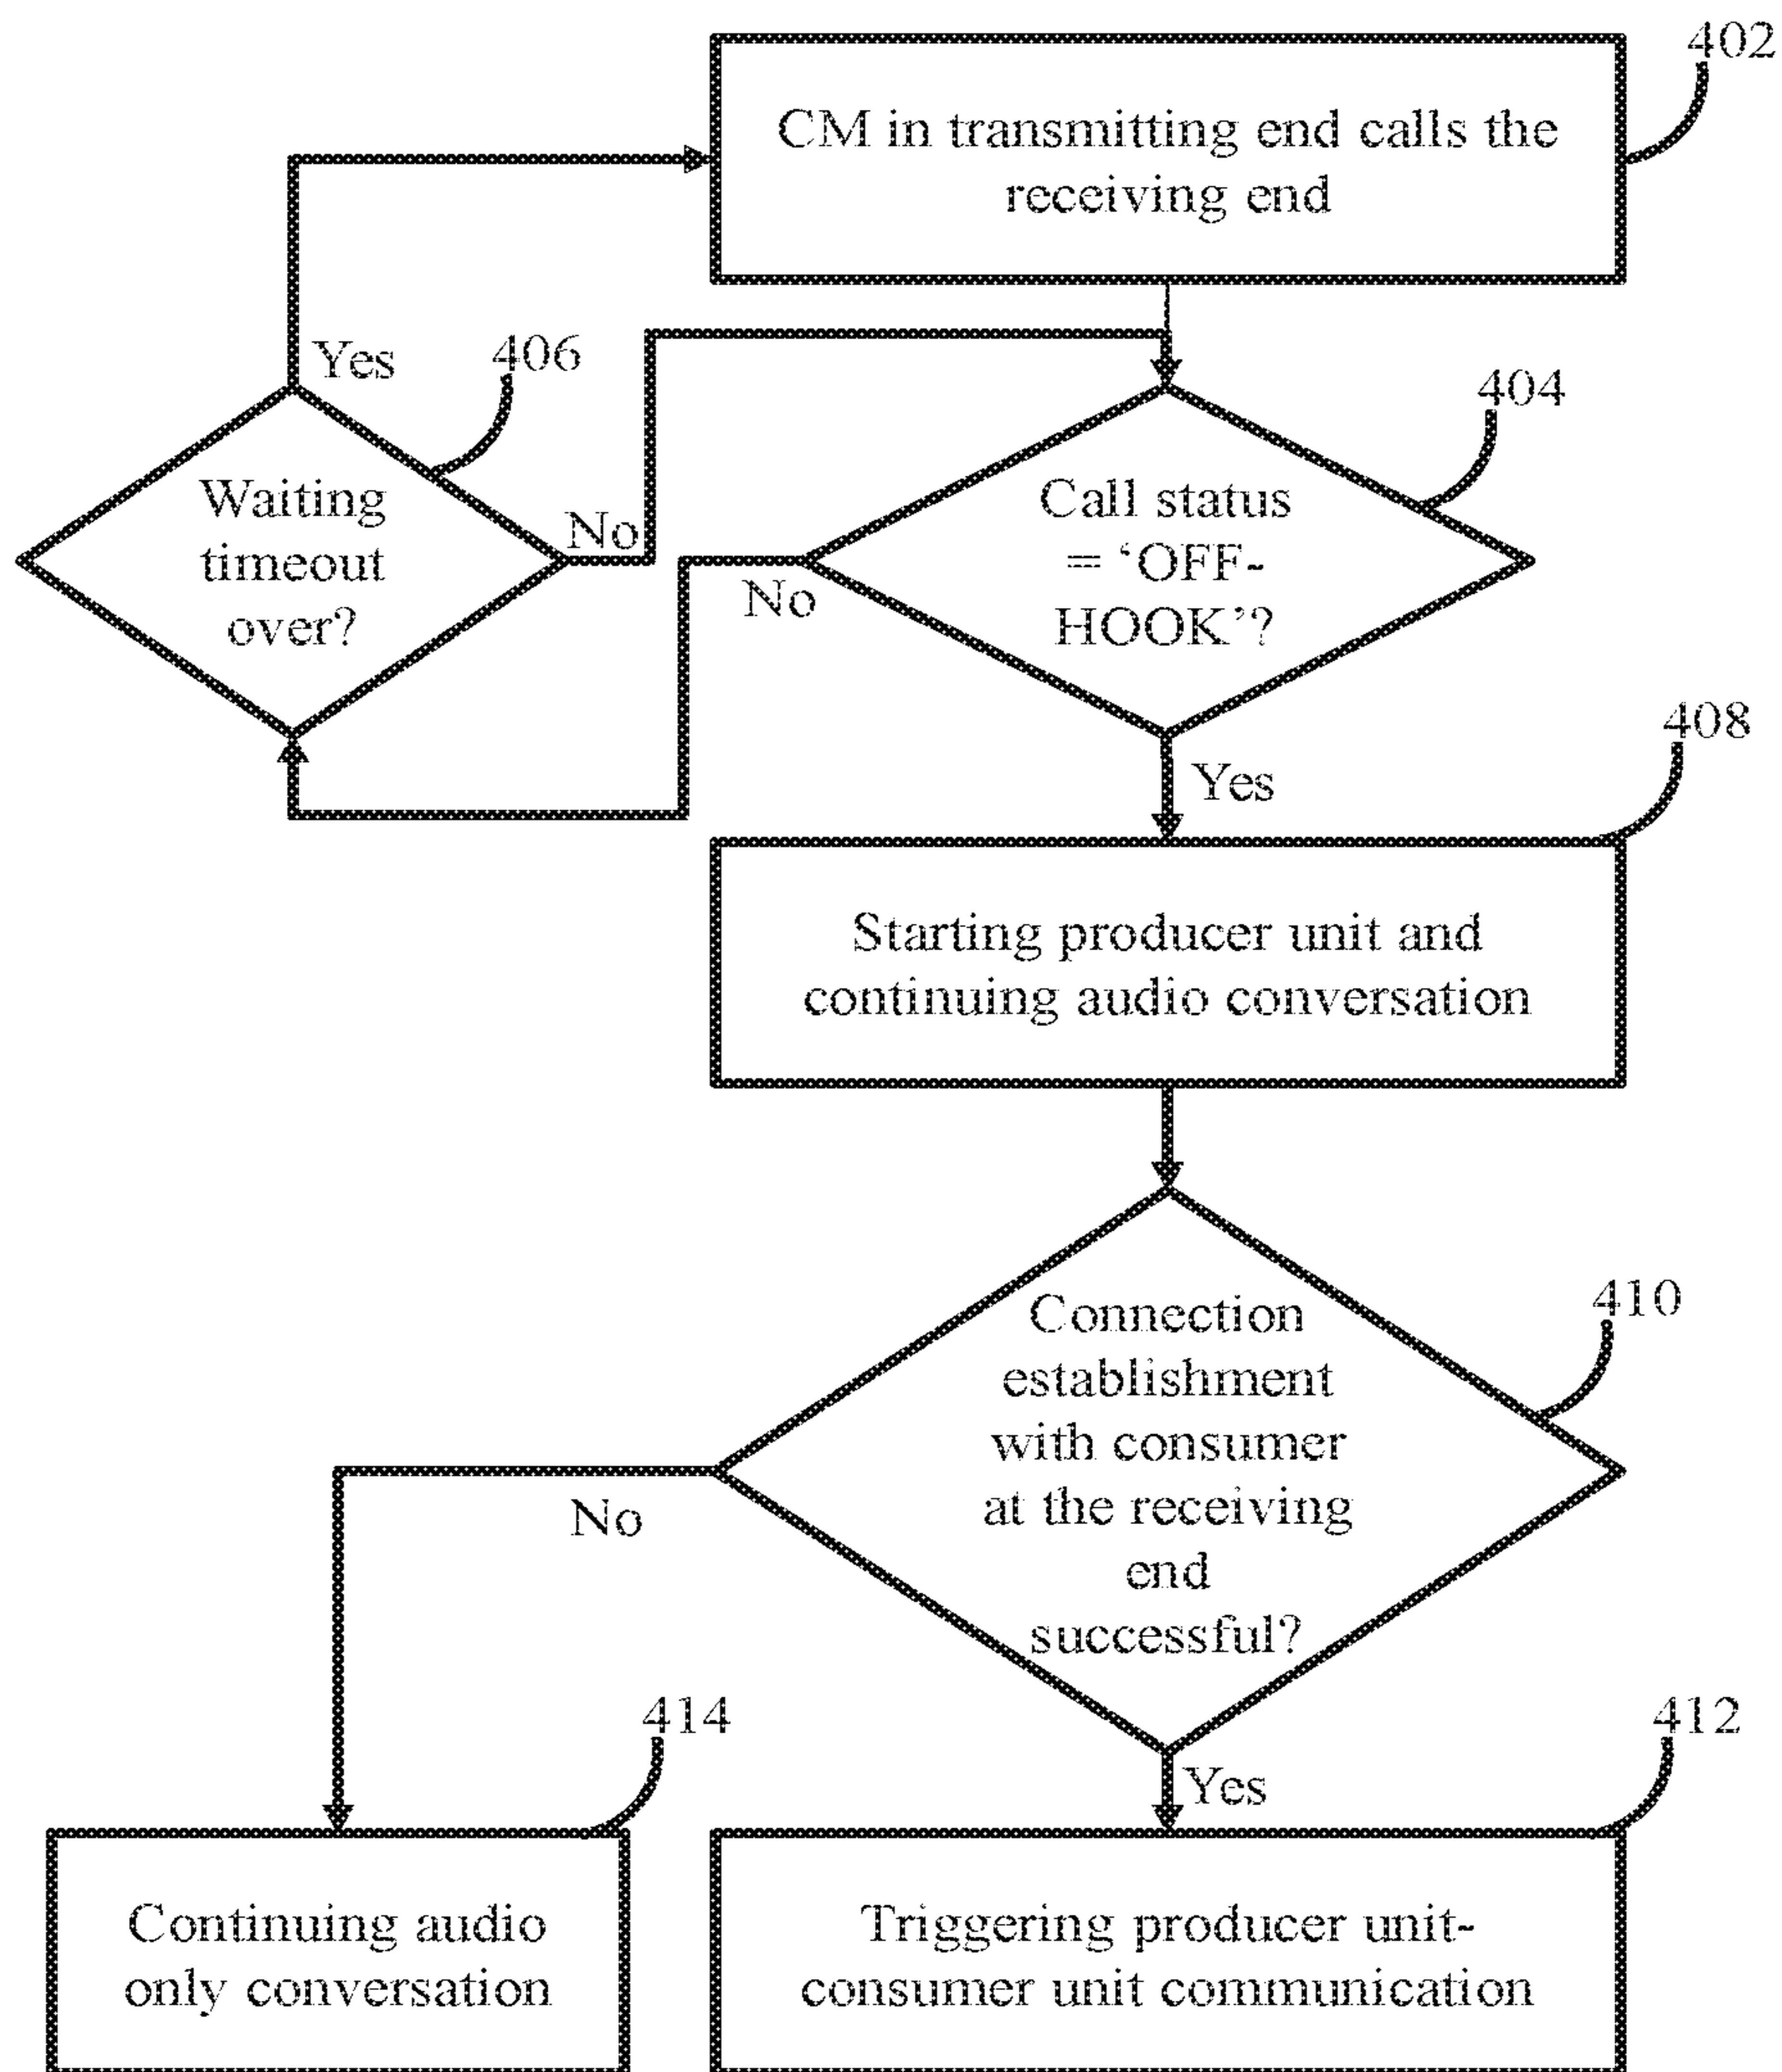 402
CM in transmitting end calls the
receiving end
Yes
406
404
Waiting
timeout
over?
No
Call status
= ‘OFF-
HOOK’?
No
408
Yes
Starting producer unit and
continuing audio conversation
410
Connection
establishment
with consumer
at the receiving
end
successful?
No
414
412
Yes
Continuing audio
only conversation
Triggering producer unit-
consumer unit communication